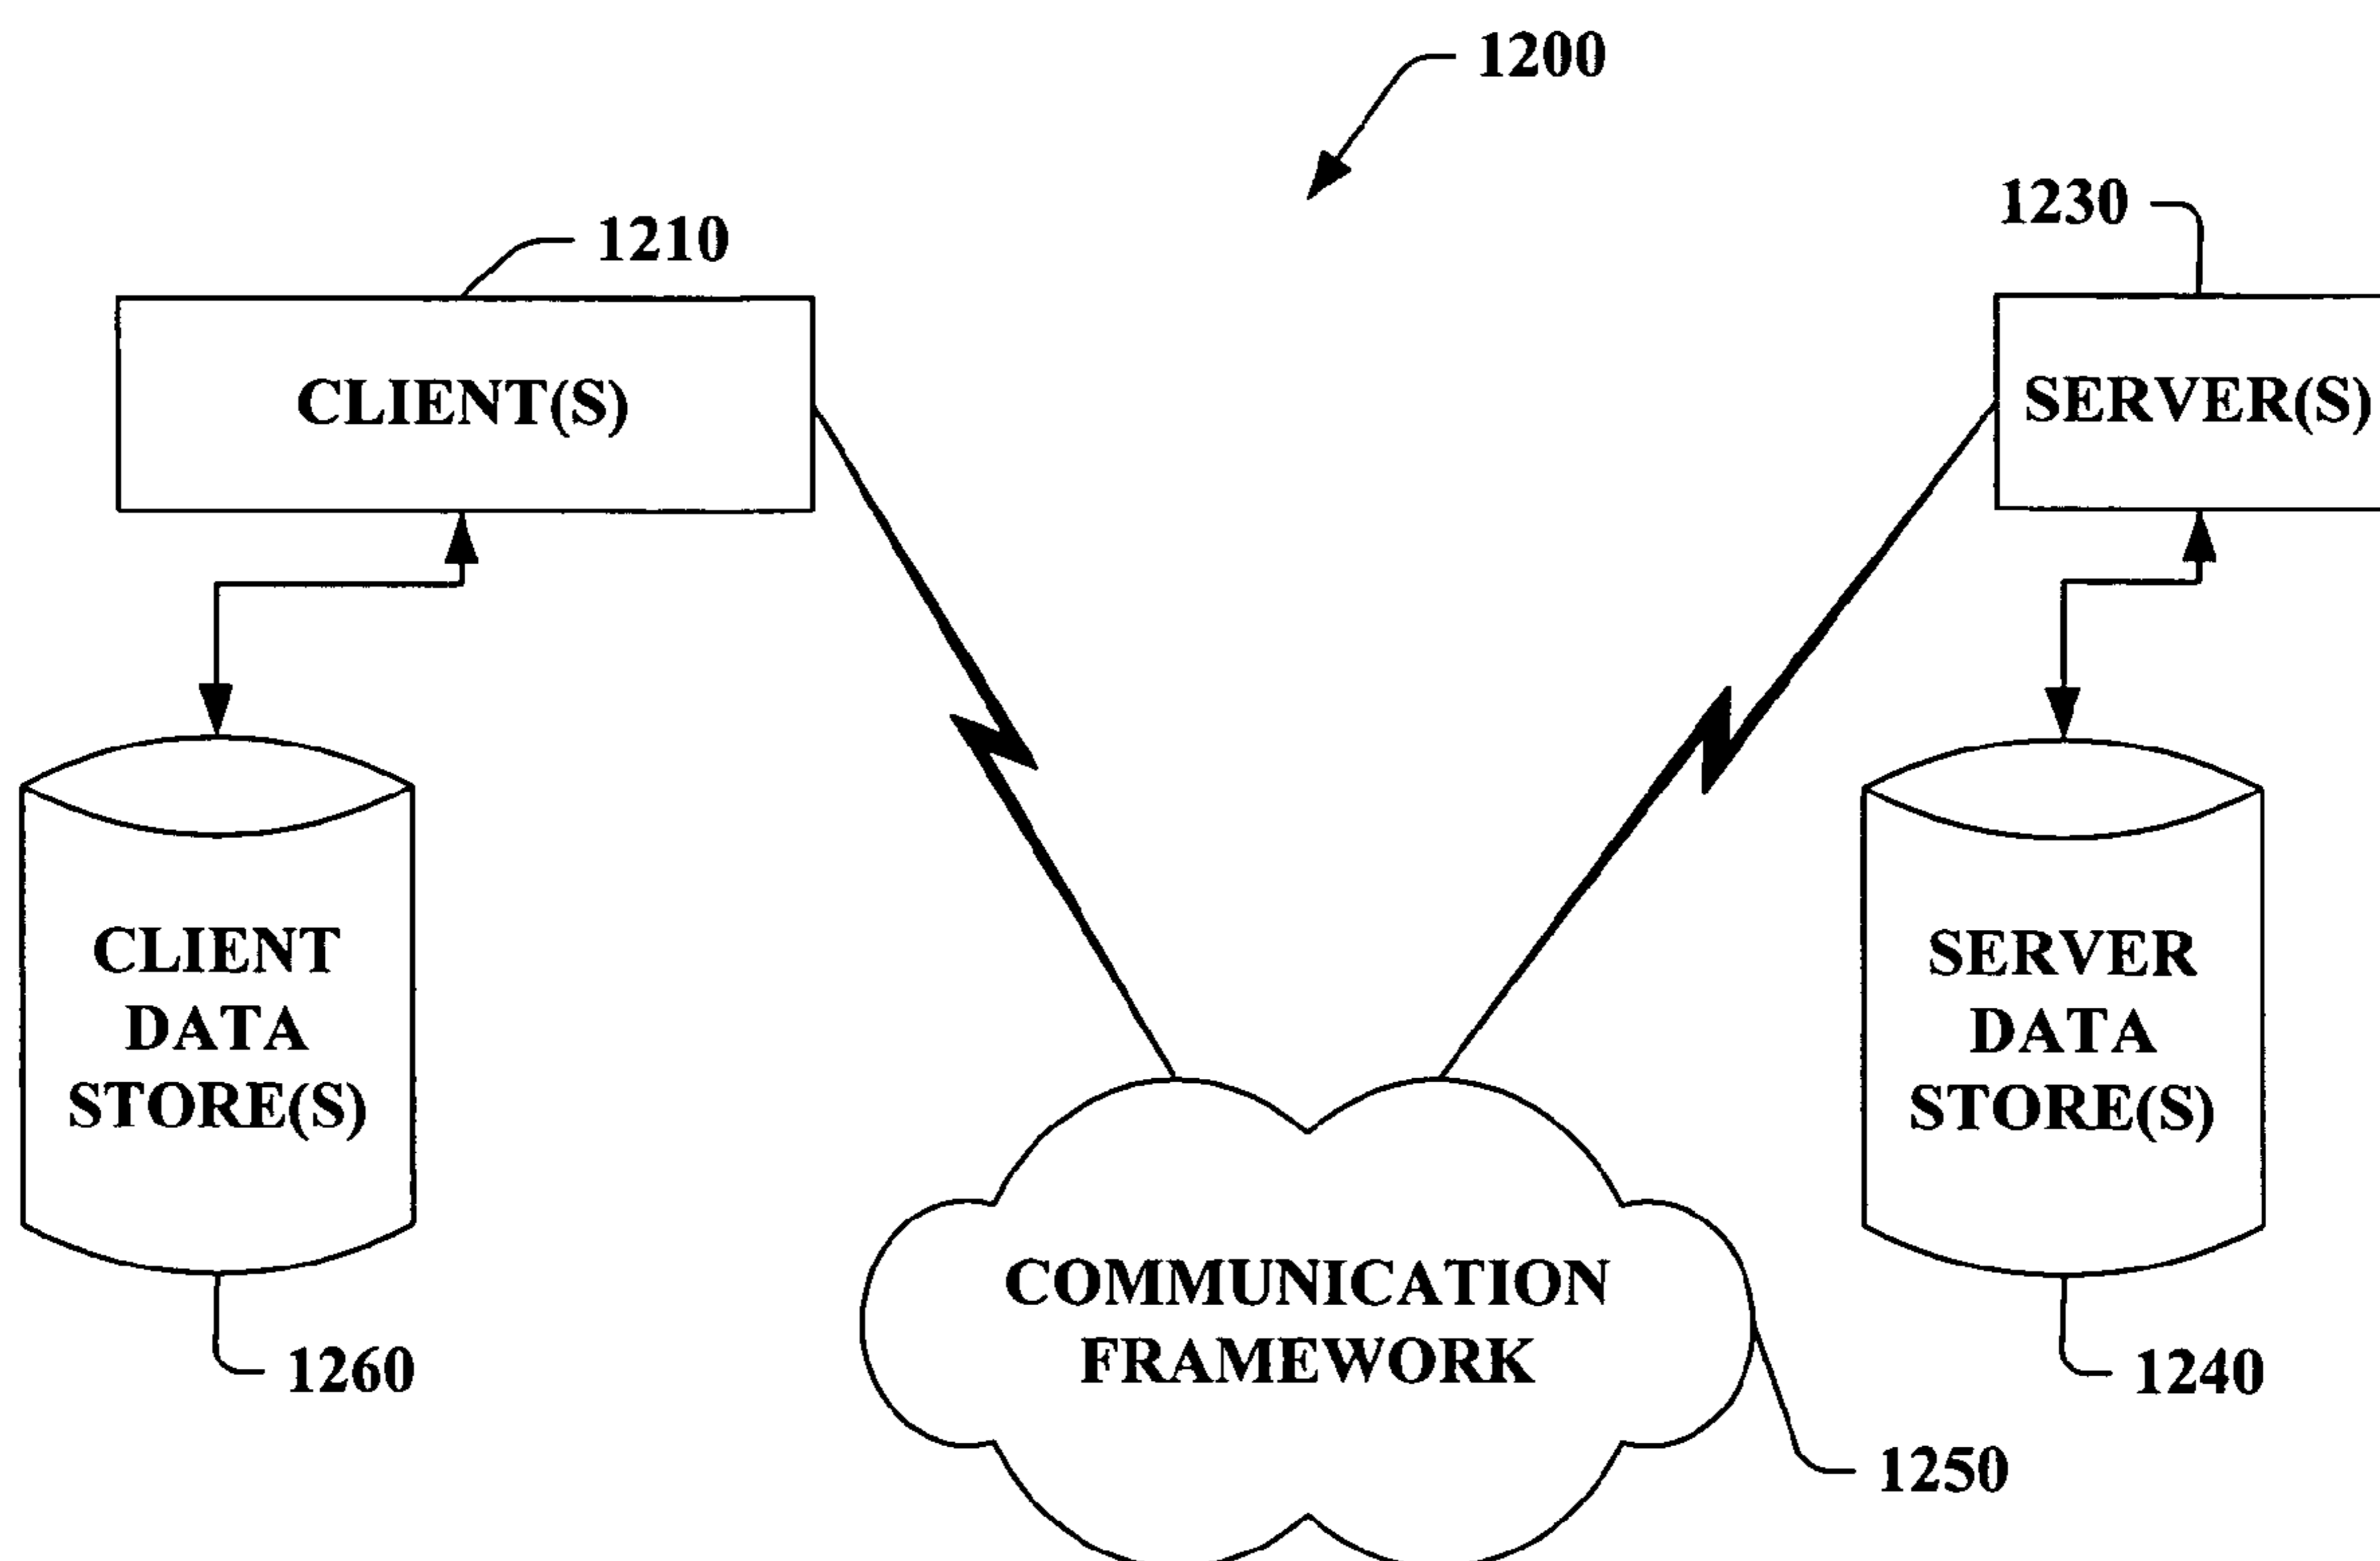 1200
1210
1230
CLIENT(S)
SERVER(S)
CLIENT
DATA
STORE(S)
SERVER
DATA
STORE(S)
COMMUNICATION
FRAMEWORK
1260
1240
1250